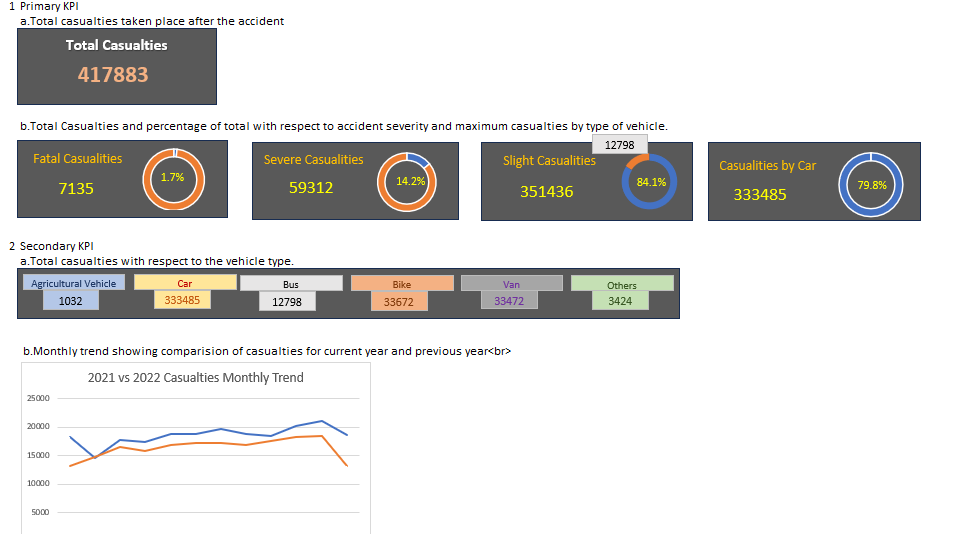 1 Primary KPI
a.Total casualties taken place after the accident
Total Casualties
417883
b.Total Casualties and percentage of total with respect to accident severity and maximum casualties by type of vehicle.
12798
Fatal Casualities
7135
1.7%
Severe Casualities
59312
14.2%
Slight Casualities
351436
84.1%
Casualities by Car
333485
79.8%
2 Secondary KPI
a.Total casualties with respect to the vehicle type.
Agricultural Vehicle Car Bus Bike Van Others
1032 333485 12798 33672 33472 3424
b.Monthly trend showing comparision of casualties for current year and previous year<br>
2021 vs 2022 Casualties Monthly Trend
25000
20000
15000
10000
5000